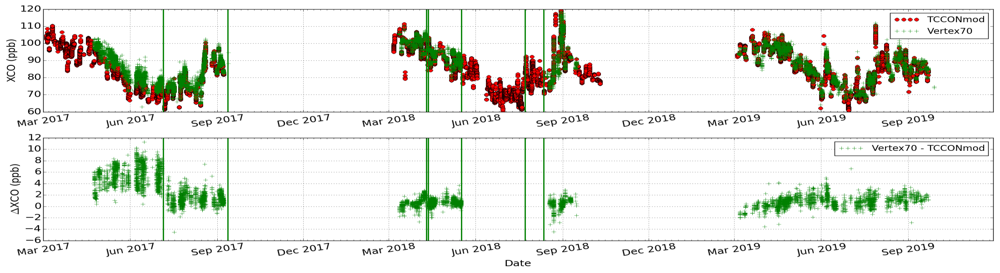 120
110
100
90
80
70
60
XCO (ppb)
TCCONmod
Vertex70
Mar 2017
Jun 2017
Sep 2017
Dec 2017
Mar 2018
Jun 2018
Sep 2018
Dec 2018
Mar 2019
Jun 2019
Sep 2019
12
10
8
6
4
2
0
−2
−4
−6
ΔXCO (ppb)
Vertex70 - TCCONmod
Mar 2017
Jun 2017
Sep 2017
Dec 2017
Mar 2018
Jun 2018
Sep 2018
Dec 2018
Mar 2019
Jun 2019
Sep 2019
Date